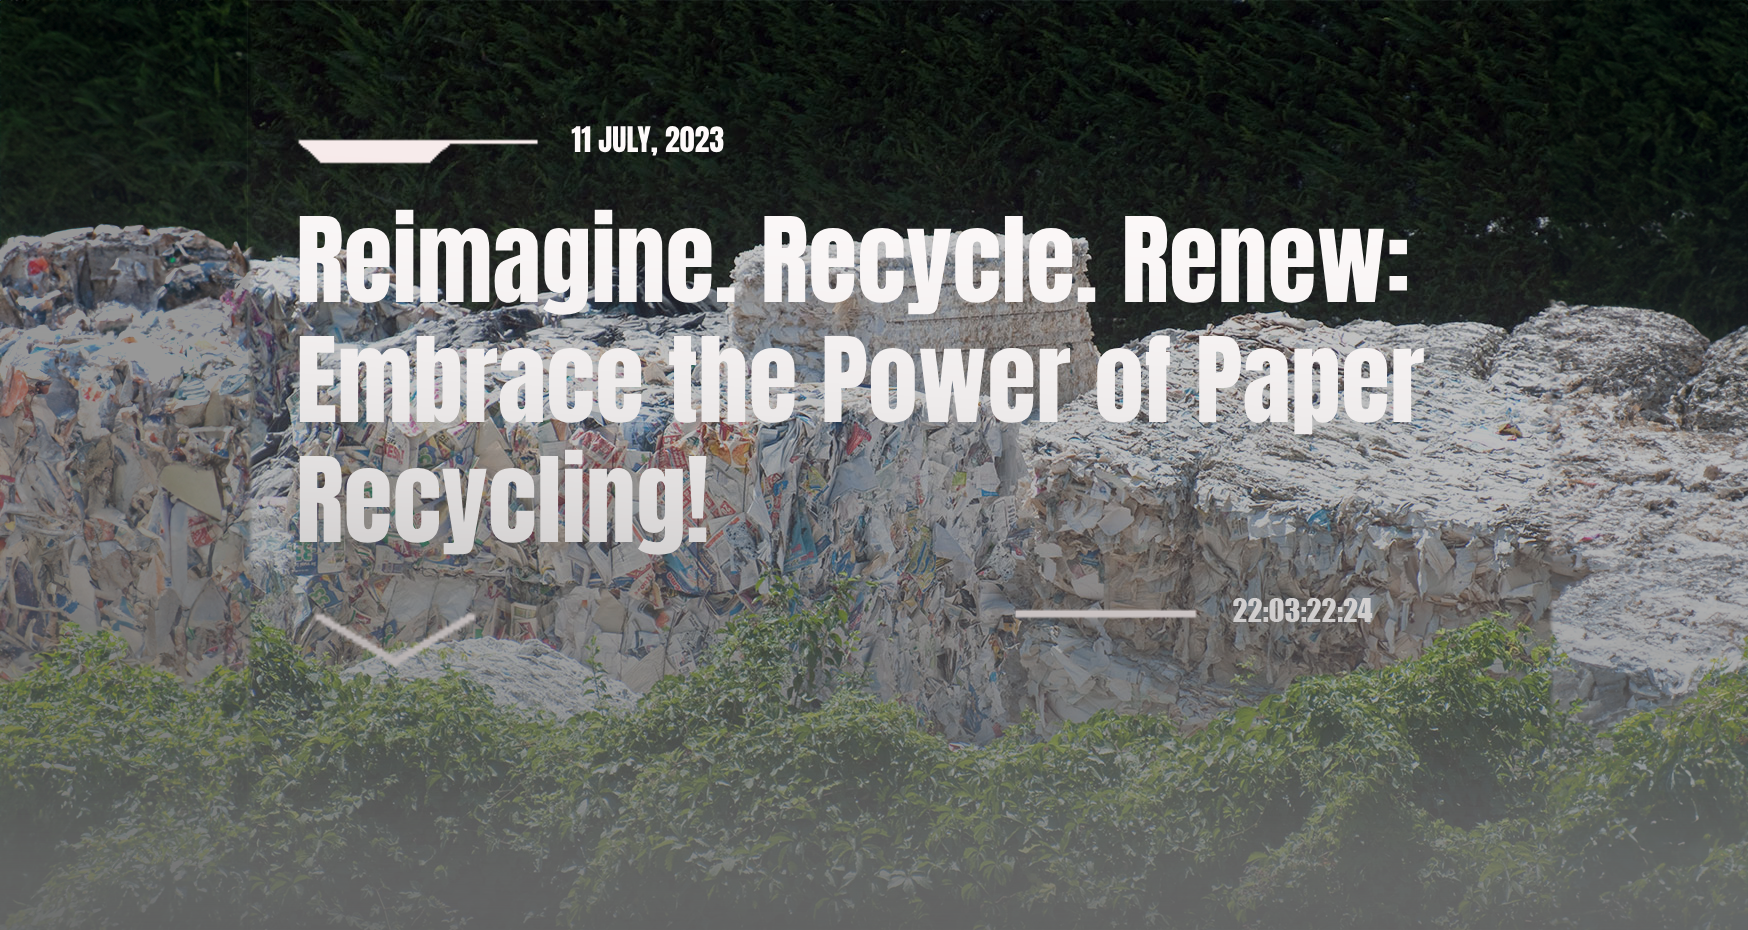 11 JULY, 2023
Reimagine. Recycle. Renew:
Embrace the Power of Paper
Recycling!
22:03:22:24